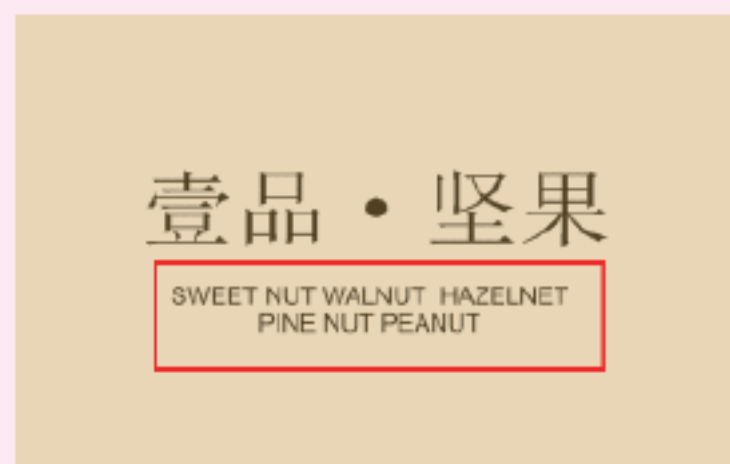 壹品·坚果
SWEET NUT WALNUT HAZELNET
PINE NUT PEANUT